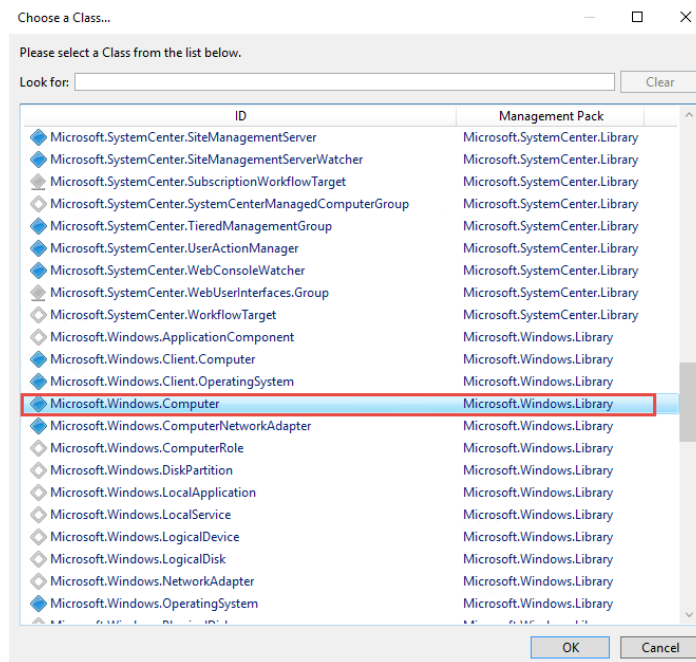 Choose a Class...
Please select a Class from the list below.
Look for: Clear
ID Management Pack
Microsoft.SystemCenter.SiteManagementServer Microsoft.SystemCenter.Library
Microsoft.SystemCenter.SiteManagementServerWatcher Microsoft.SystemCenter.Library
Microsoft.SystemCenter.SubscriptionWorkflowTarget Microsoft.SystemCenter.Library
Microsoft.SystemCenter.SystemCenterManagedComputerGroup Microsoft.SystemCenter.Library
Microsoft.SystemCenter.TieredManagementGroup Microsoft.SystemCenter.Library
Microsoft.SystemCenter.UserActionManager Microsoft.SystemCenter.Library
Microsoft.SystemCenter.WebConsoleWatcher Microsoft.SystemCenter.Library
Microsoft.SystemCenter.WebUserInterfaces.Group Microsoft.SystemCenter.Library
Microsoft.SystemCenter.WorkflowTarget Microsoft.SystemCenter.Library
Microsoft.Windows.ApplicationComponent Microsoft.Windows.Library
Microsoft.Windows.Client.Computer Microsoft.Windows.Library
Microsoft.Windows.Client.OperatingSystem Microsoft.Windows.Library
Microsoft.Windows.Computer Microsoft.Windows.Library
Microsoft.Windows.ComputerNetworkAdapter Microsoft.Windows.Library
Microsoft.Windows.ComputerRole Microsoft.Windows.Library
Microsoft.Windows.DiskPartition Microsoft.Windows.Library
Microsoft.Windows.LocalApplication Microsoft.Windows.Library
Microsoft.Windows.LocalService Microsoft.Windows.Library
Microsoft.Windows.LogicalDevice Microsoft.Windows.Library
Microsoft.Windows.LogicalDisk Microsoft.Windows.Library
Microsoft.Windows.NetworkAdapter Microsoft.Windows.Library
Microsoft.Windows.OperatingSystem Microsoft.Windows.Library
OK Cancel